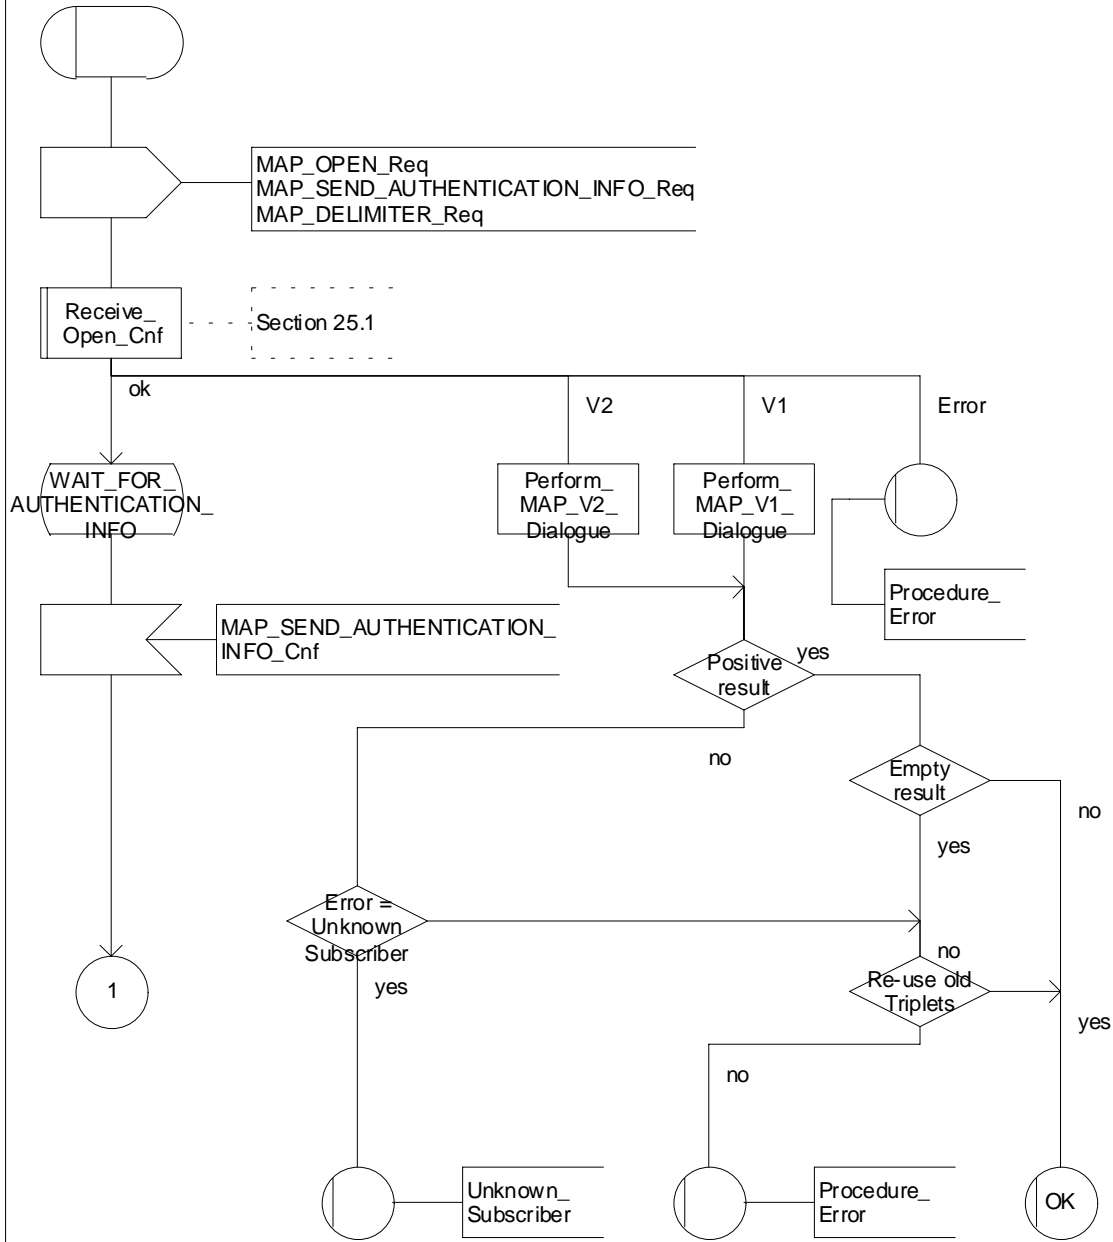 MAP_OPEN_Req
MAP_SEND_AUTHENTICATION_INFO_Req
MAP_DELIMITER_Req
Receive_
Open_Cnf
Section 25.1
ok
V2
V1
Error
WAIT_FOR_
AUTHENTICATION_
INFO
Perform_
MAP_V2_
Dialogue
Perform_
MAP_V1_
Dialogue
Procedure_
Error
MAP_SEND_AUTHENTICATION_
INFO_Cnf
Positive
result
yes
no
Empty
result
no
yes
Error =
Unknown
Subscriber
no
yes
Re-use old
Triplets
yes
no
1
Unknown_
Subscriber
Procedure_
Error
OK